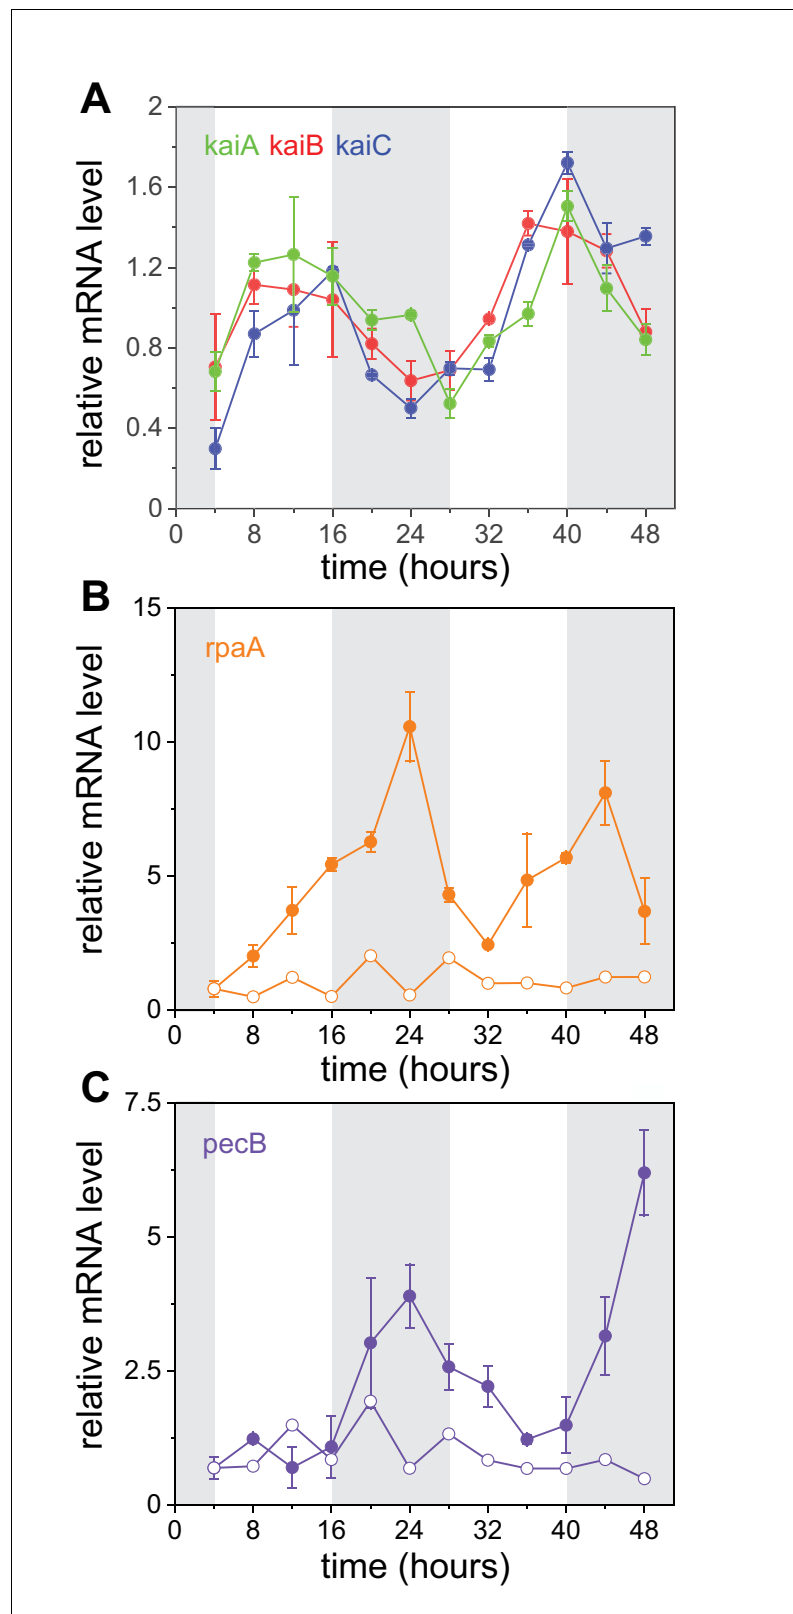 A
2
1.6
1.2
0.8
0.4
0
relative mRNA level
kaiA kaiB kaiC
0 8 16 24 32 40 48
time (hours)
B
15
10
5
0
relative mRNA level
rpaA
0 8 16 24 32 40 48
time (hours)
C
7.5
5
2.5
0
relative mRNA level
pecB
0 8 16 24 32 40 48
time (hours)